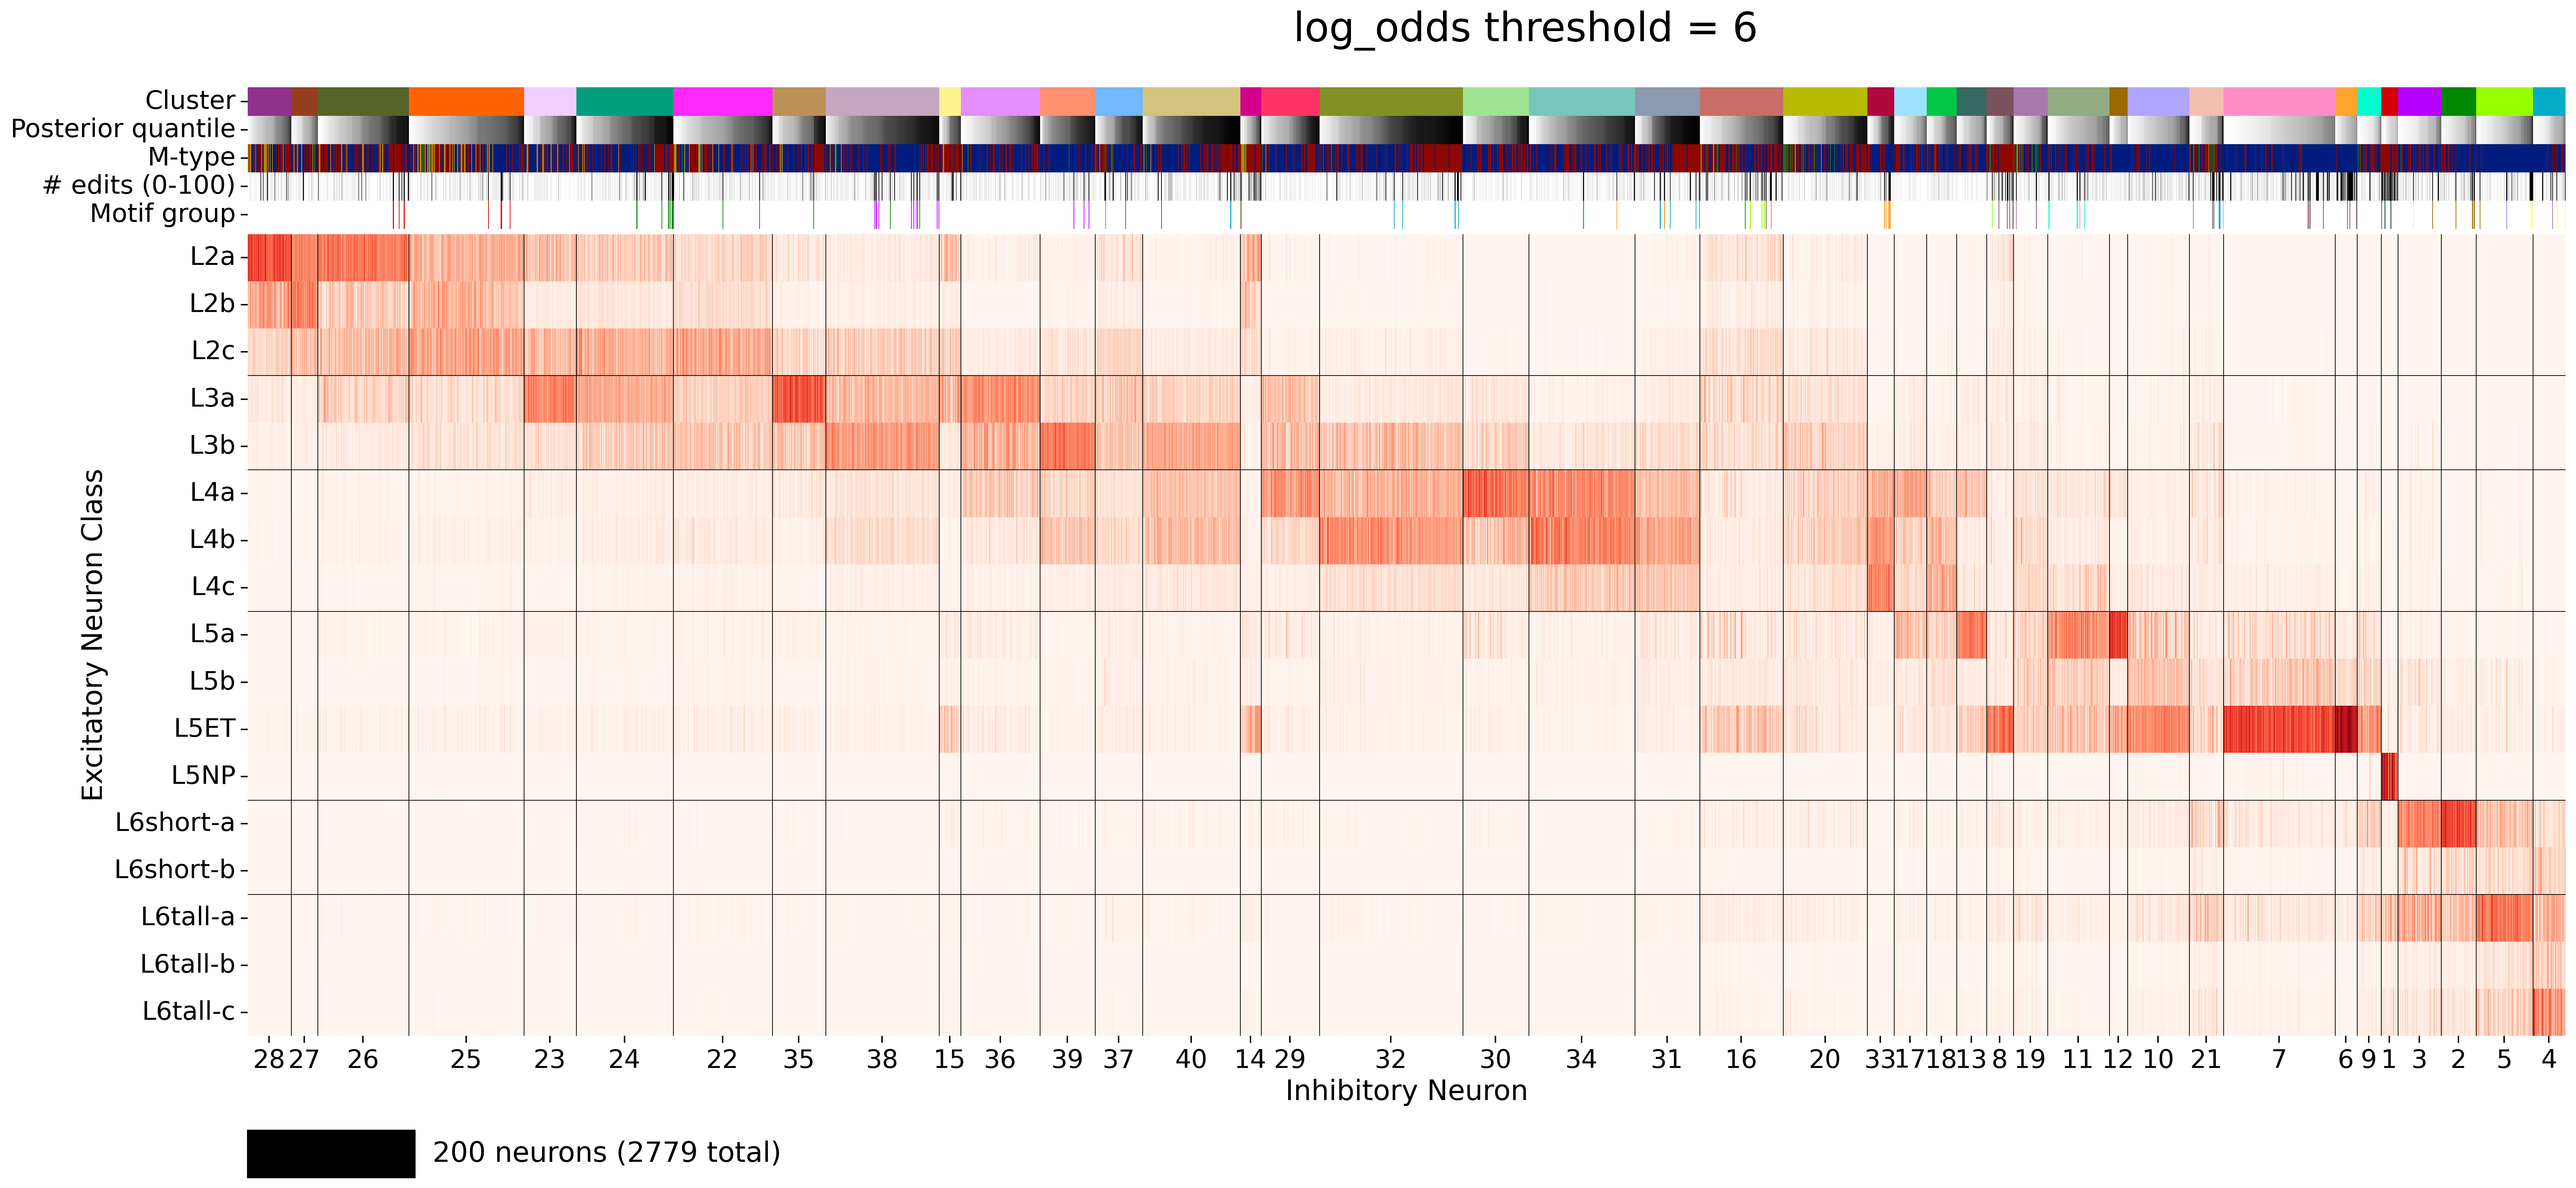 log_odds threshold = 6
Cluster
Posterior quantile
M-type
# edits (0-100)
Motif group
L2a
L2b
L2c
L3a
L3b
L4a
L4b
L4c
L5a
L5b
L5ET
L5NP
L6short-a
L6short-b
L6tall-a
L6tall-b
L6tall-c
Excitatory Neuron Class
28 27 26 25 23 24 22 35 38 15 36 39 37 40 14 29 32 30 34 31 16 20 33 17 18 13 8 19 11 12 10 21 7 6 9 1 3 2 5 4
Inhibitory Neuron
200 neurons (2779 total)